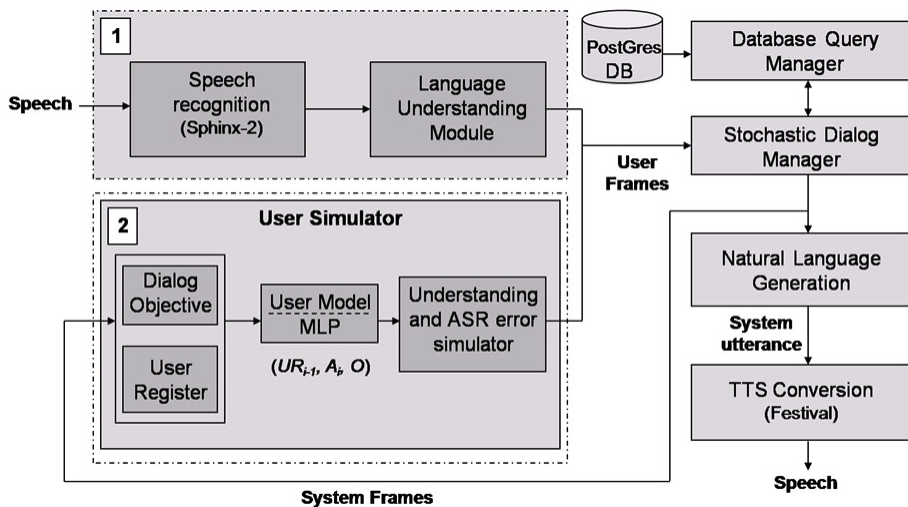 1
Speech
Speech
recognition
(Sphinx-2)
Language
Understanding
Module
PostGres
DB
Database Query
Manager
Stochastic Dialog
Manager
User
Frames
2
User Simulator
Dialog
Objective
User
Register
User Model
MLP
(URi-1, Ai, O)
Understanding
and ASR error
simulator
Natural Language
Generation
System
utterance
TTS Conversion
(Festival)
Speech
System Frames